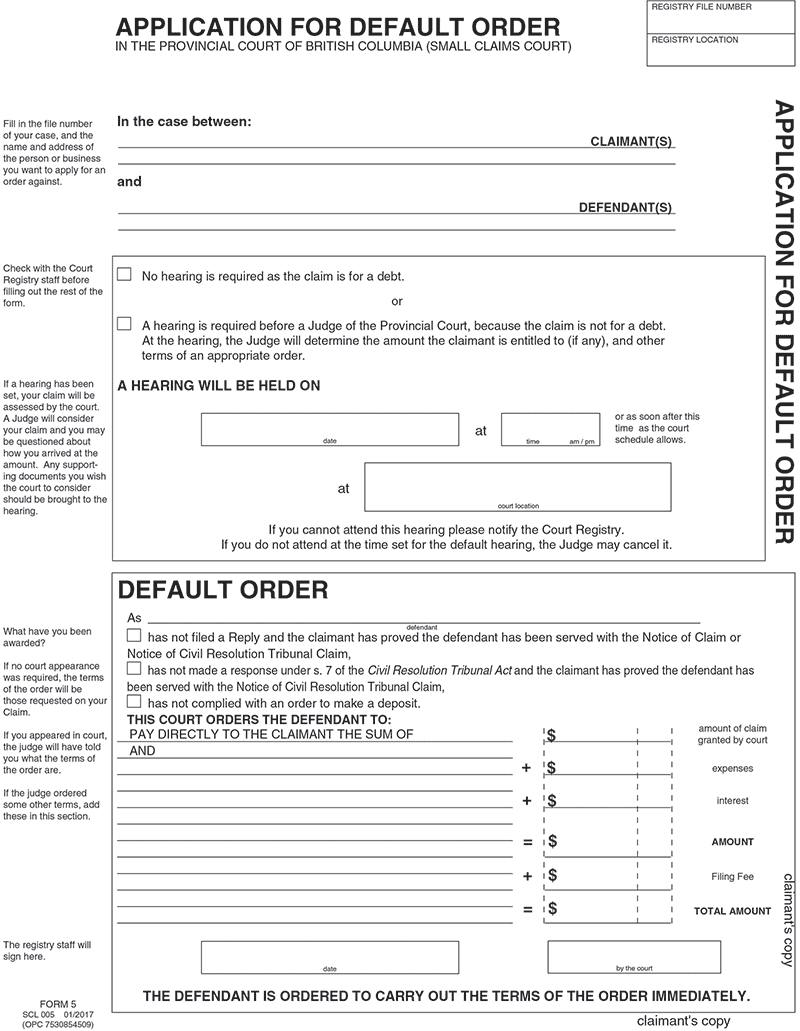 APPLICATION FOR DEFAULT ORDER
IN THE PROVINCIAL COURT OF BRITISH COLUMBIA (SMALL CLAIMS COURT)
REGISTRY FILE NUMBER
REGISTRY LOCATION
Fill in the file number
of your case, and the
name and address of
the person or business
you want to apply for an
order against.
In the case between:
CLAIMANT(S)
and
DEFENDANT(S)
APPLICATION FOR DEFAULT ORDER
Check with the Court
Registry staff before
filling out the rest of the
form.
No hearing is required as the claim is for a debt.
or
A hearing is required before a Judge of the Provincial Court, because the claim is not for a debt.
At the hearing, the Judge will determine the amount the claimant is entitled to (if any), and other
terms of an appropriate order.
If a hearing has been
set, your claim will be
assessed by the court.
A Judge will consider
your claim and you may
be questioned about
how you arrived at the
amount. Any support-
ing documents you wish
the court to consider
should be brought to the
hearing.
A HEARING WILL BE HELD ON
date
at
time am / pm
or as soon after this
time as the court
schedule allows.
at
court location
If you cannot attend this hearing please notify the Court Registry.
If you do not attend at the time set for the default hearing, the Judge may cancel it.
DEFAULT ORDER
As
defendant
has not filed a Reply and the claimant has proved the defendant has been served with the Notice of Claim or
Notice of Civil Resolution Tribunal Claim,
has not made a response under s. 7 of the Civil Resolution Tribunal Act and the claimant has proved the defendant has
been served with the Notice of Civil Resolution Tribunal Claim,
has not complied with an order to make a deposit.
What have you been
awarded?
If no court appearance
was required, the terms
of the order will be
those requested on your
Claim.
If you appeared in court,
the judge will have told
you what the terms of
the order are.
If the judge ordered
some other terms, add
these in this section.
THIS COURT ORDERS THE DEFENDANT TO:
PAY DIRECTLY TO THE CLAIMANT THE SUM OF
$
amount of claim
granted by court
AND
+ $ expenses
+ $ interest
= $ AMOUNT
+ $ Filing Fee
= $ TOTAL AMOUNT
claimant's copy
The registry staff will
sign here.
date
by the court
THE DEFENDANT IS ORDERED TO CARRY OUT THE TERMS OF THE ORDER IMMEDIATELY.
FORM 5
SCL 005 01/2017
(OPC 7530854509)
claimant's copy